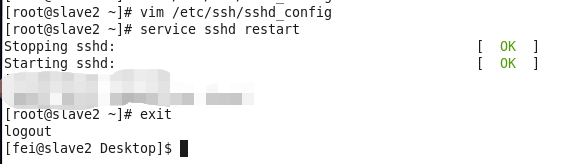 [root@slave2 ~]# vim /etc/ssh/sshd_config
[root@slave2 ~]# service sshd restart
Stopping sshd: [ OK ]
Starting sshd: [ OK ]
[root@slave2 ~]# exit
logout
[fei@slave2 Desktop]$